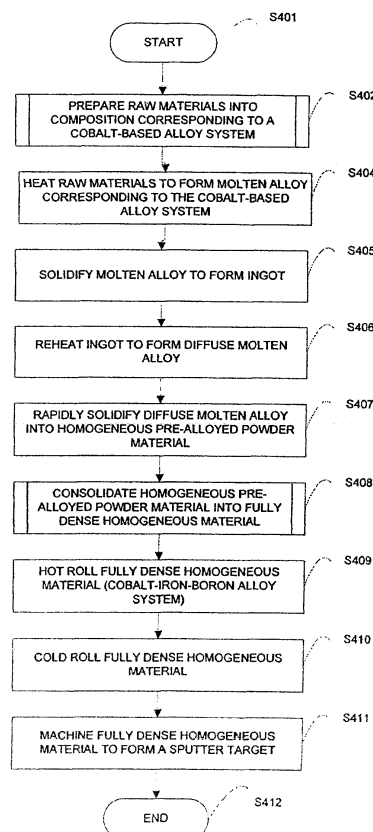 S401
START
S402
PREPARE RAW MATERIALS INTO
COMPOSITION CORRESPONDING TO A
COBALT-BASED ALLOY SYSTEM
S404
HEAT RAW MATERIALS TO FORM MOLTEN ALLOY
CORRESPONDING TO THE COBALT-BASED
ALLOY SYSTEM
S405
SOLIDIFY MOLTEN ALLOY TO FORM INGOT
S406
REHEAT INGOT TO FORM DIFFUSE MOLTEN
ALLOY
S407
RAPIDLY SOLIDIFY DIFFUSE MOLTEN ALLOY
INTO HOMOGENEOUS PRE-ALLOYED POWDER
MATERIAL
S408
CONSOLIDATE HOMOGENEOUS PRE-
ALLOYED POWDER MATERIAL INTO FULLY
DENSE HOMOGENEOUS MATERIAL
S409
HOT ROLL FULLY DENSE HOMOGENEOUS
MATERIAL (COBALT-IRON-BORON ALLOY
SYSTEM)
S410
COLD ROLL FULLY DENSE HOMOGENEOUS
MATERIAL
S411
MACHINE FULLY DENSE HOMOGENEOUS
MATERIAL TO FORM A SPUTTER TARGET
S412
END